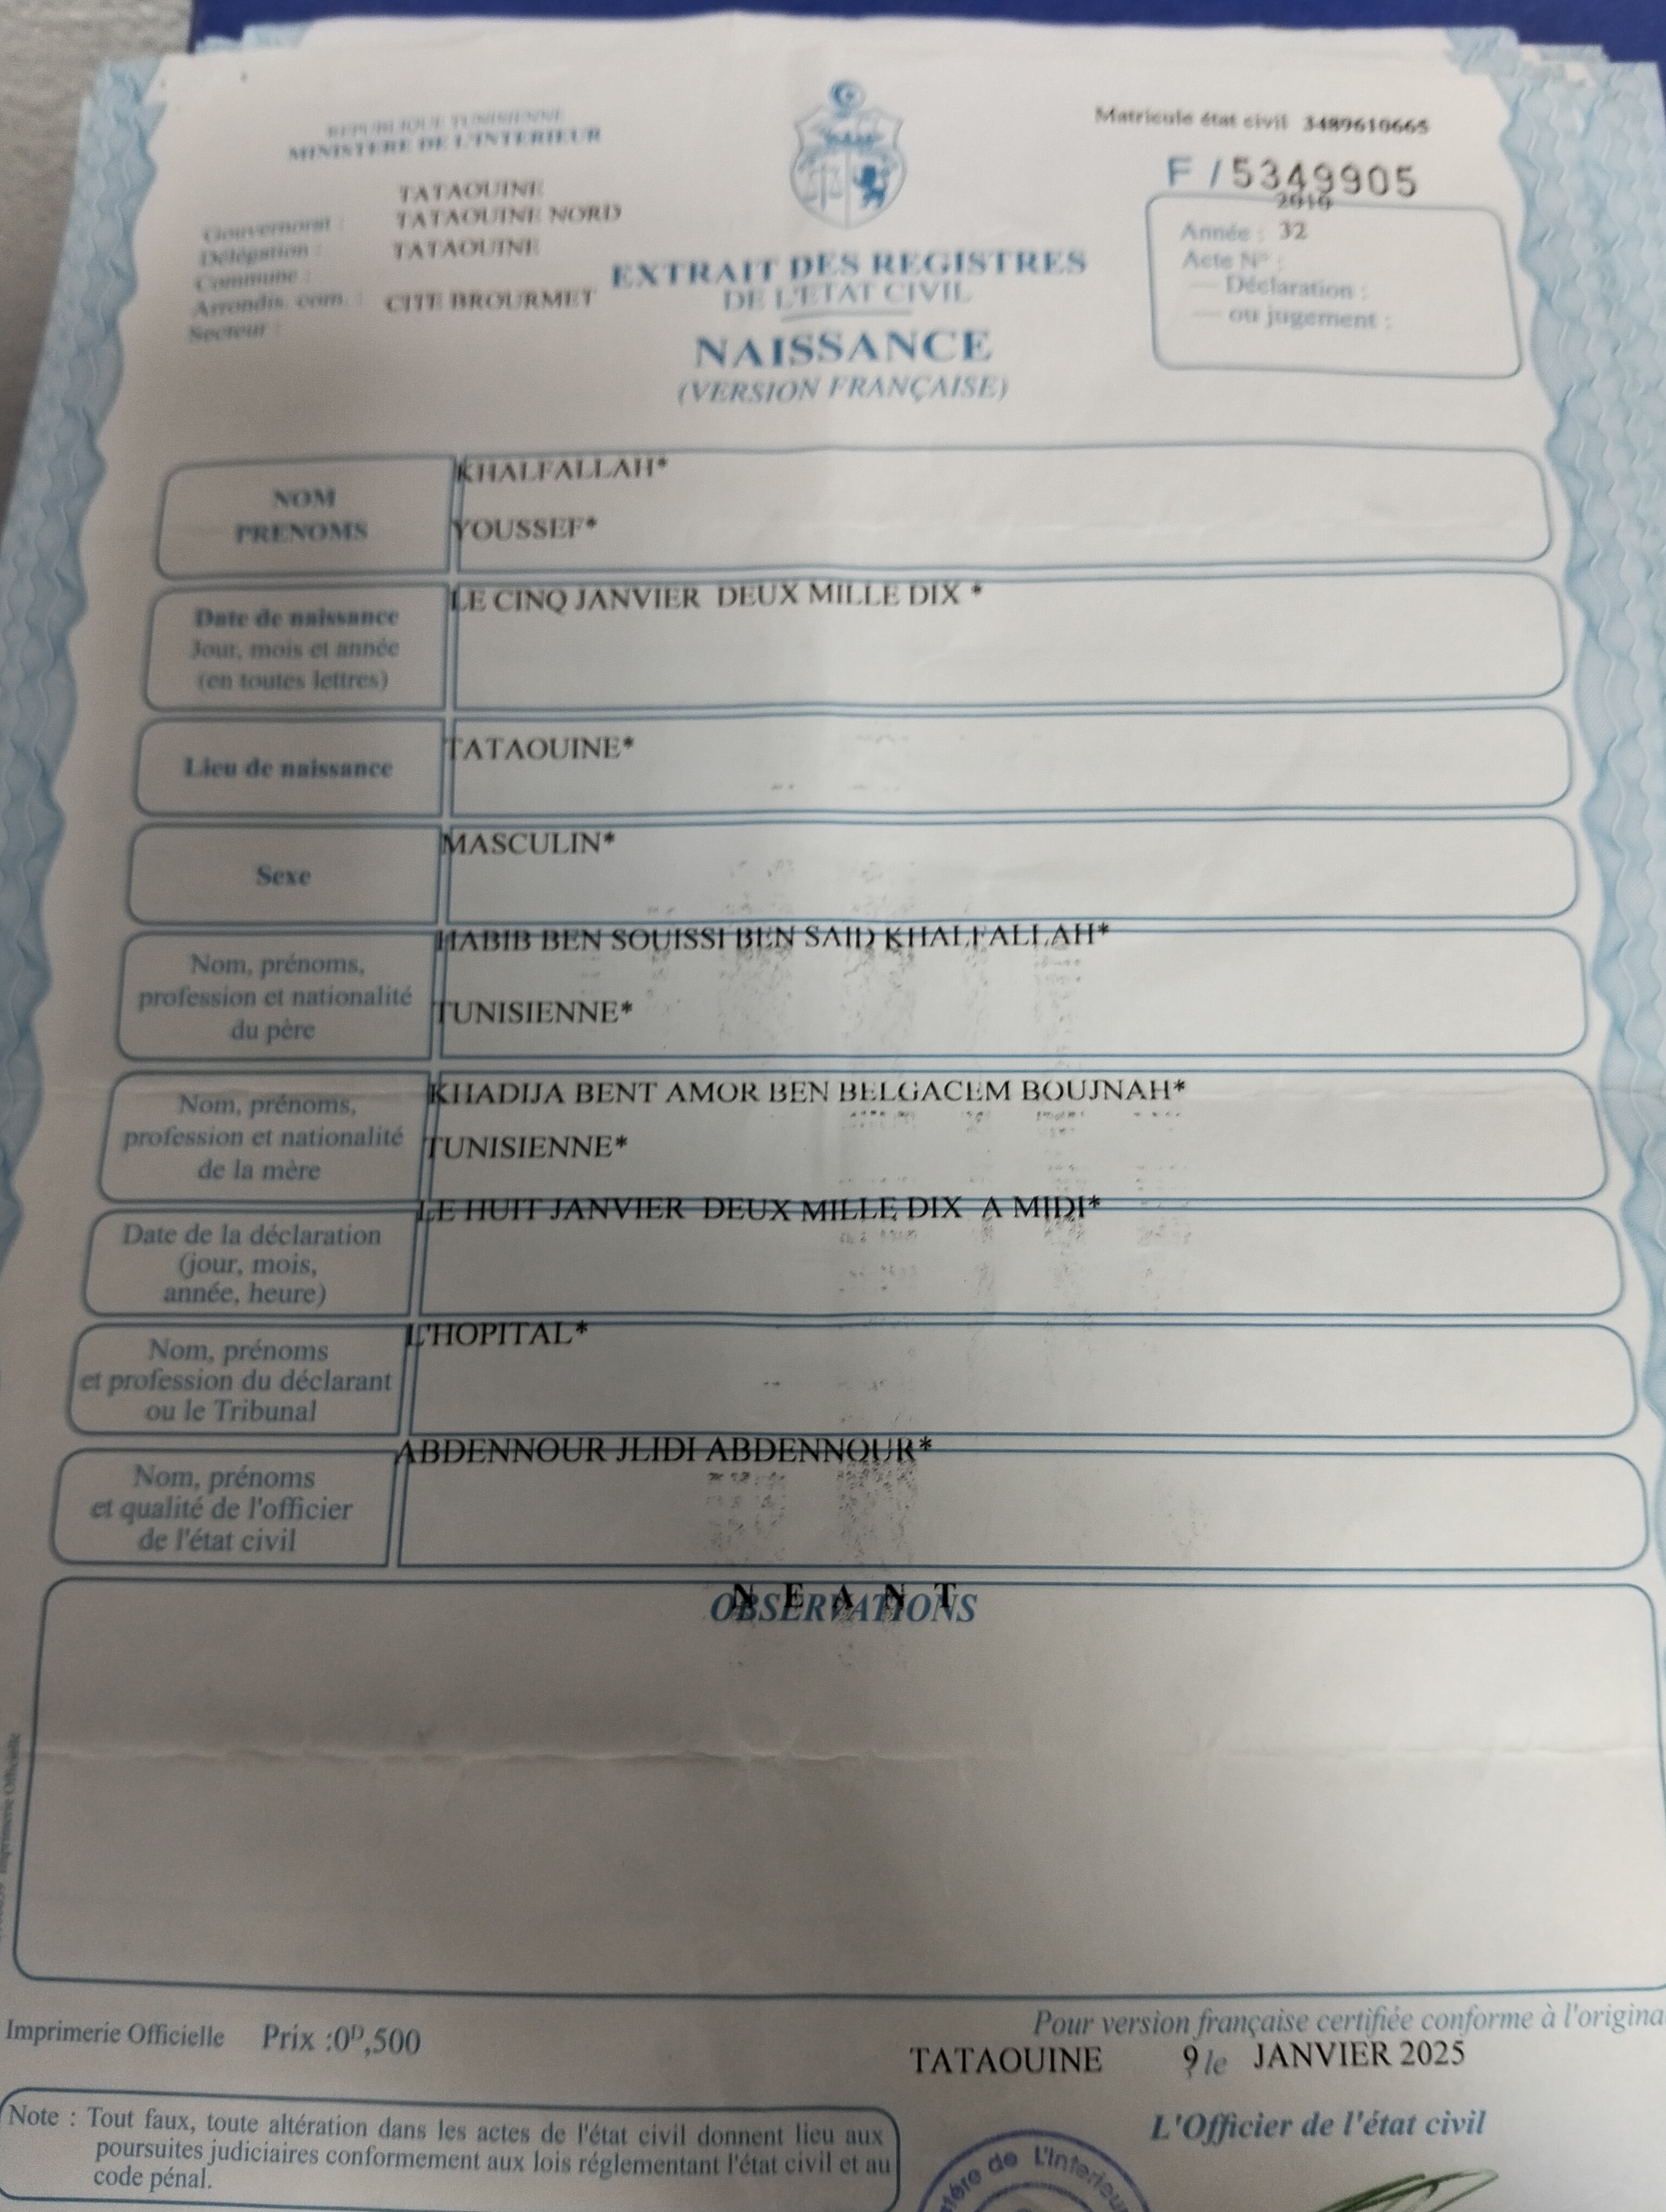 REPUBLIQUE TUNISIENNE
MINISTERE DE L'INTERIEUR
Matricule état civil 3489610665
F / 5349905
TATAOUINE
Gouvernorat :
TATAOUINE NORD
Délégation :
TATAOUINE
Commune :
Arrondis. com. :
CITE BROURMET
Secteur :
2010
Année : 32
Acte N° :
— Déclaration :
— ou jugement :
EXTRAIT DES REGISTRES
DE L'ETAT CIVIL
NAISSANCE
(VERSION FRANÇAISE)
NOM
PRENOMS
KHALFALLAH*
YOUSSEF*
Date de naissance
Jour, mois et année
(en toutes lettres)
LE CINQ JANVIER DEUX MILLE DIX *
Lieu de naissance
TATAOUINE*
Sexe
MASCULIN*
Nom, prénoms,
profession et nationalité
du père
HABIB BEN SOUISSI BEN SAID KHALFALLAH*
TUNISIENNE*
Nom, prénoms,
profession et nationalité
de la mère
KHADIJA BENT AMOR BEN BELGACEM BOUJNAH*
TUNISIENNE*
Date de la déclaration
(jour, mois,
année, heure)
LE HUIT JANVIER DEUX MILLE DIX A MIDI*
Nom, prénoms
et profession du déclarant
ou le Tribunal
L'HOPITAL*
Nom, prénoms
et qualité de l'officier
de l'état civil
ABDENNOUR JLIDI ABDENNOUR*
N E A N T
OBSERVATIONS
Imprimerie Officielle
Imprimerie Officielle Prix :0ᴰ,500
Pour version française certifiée conforme à l'origina
TATAOUINE 9 le JANVIER 2025
L'Officier de l'état civil
Note : Tout faux, toute altération dans les actes de l'état civil donnent lieu aux
poursuites judiciaires conformement aux lois réglementant l'état civil et au
code pénal.
de L'Interieur